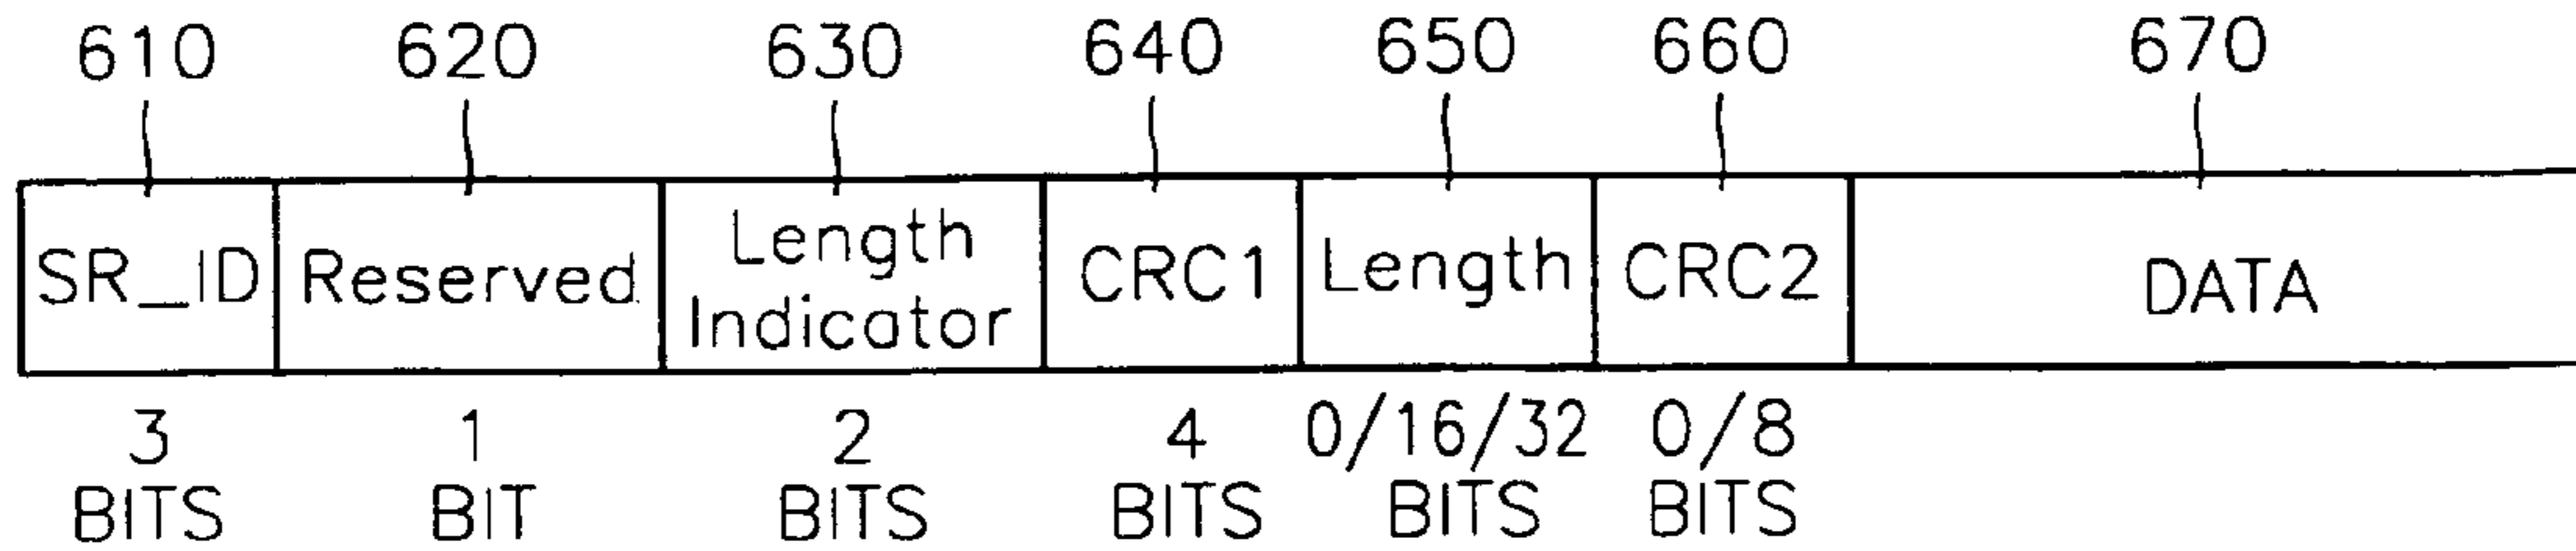 610 620 630 640 650 660 670
SR_ID Reserved Length Indicator CRC1 Length CRC2 DATA
3 BITS 1 BIT 2 BITS 4 BITS 0/16/32 BITS 0/8 BITS